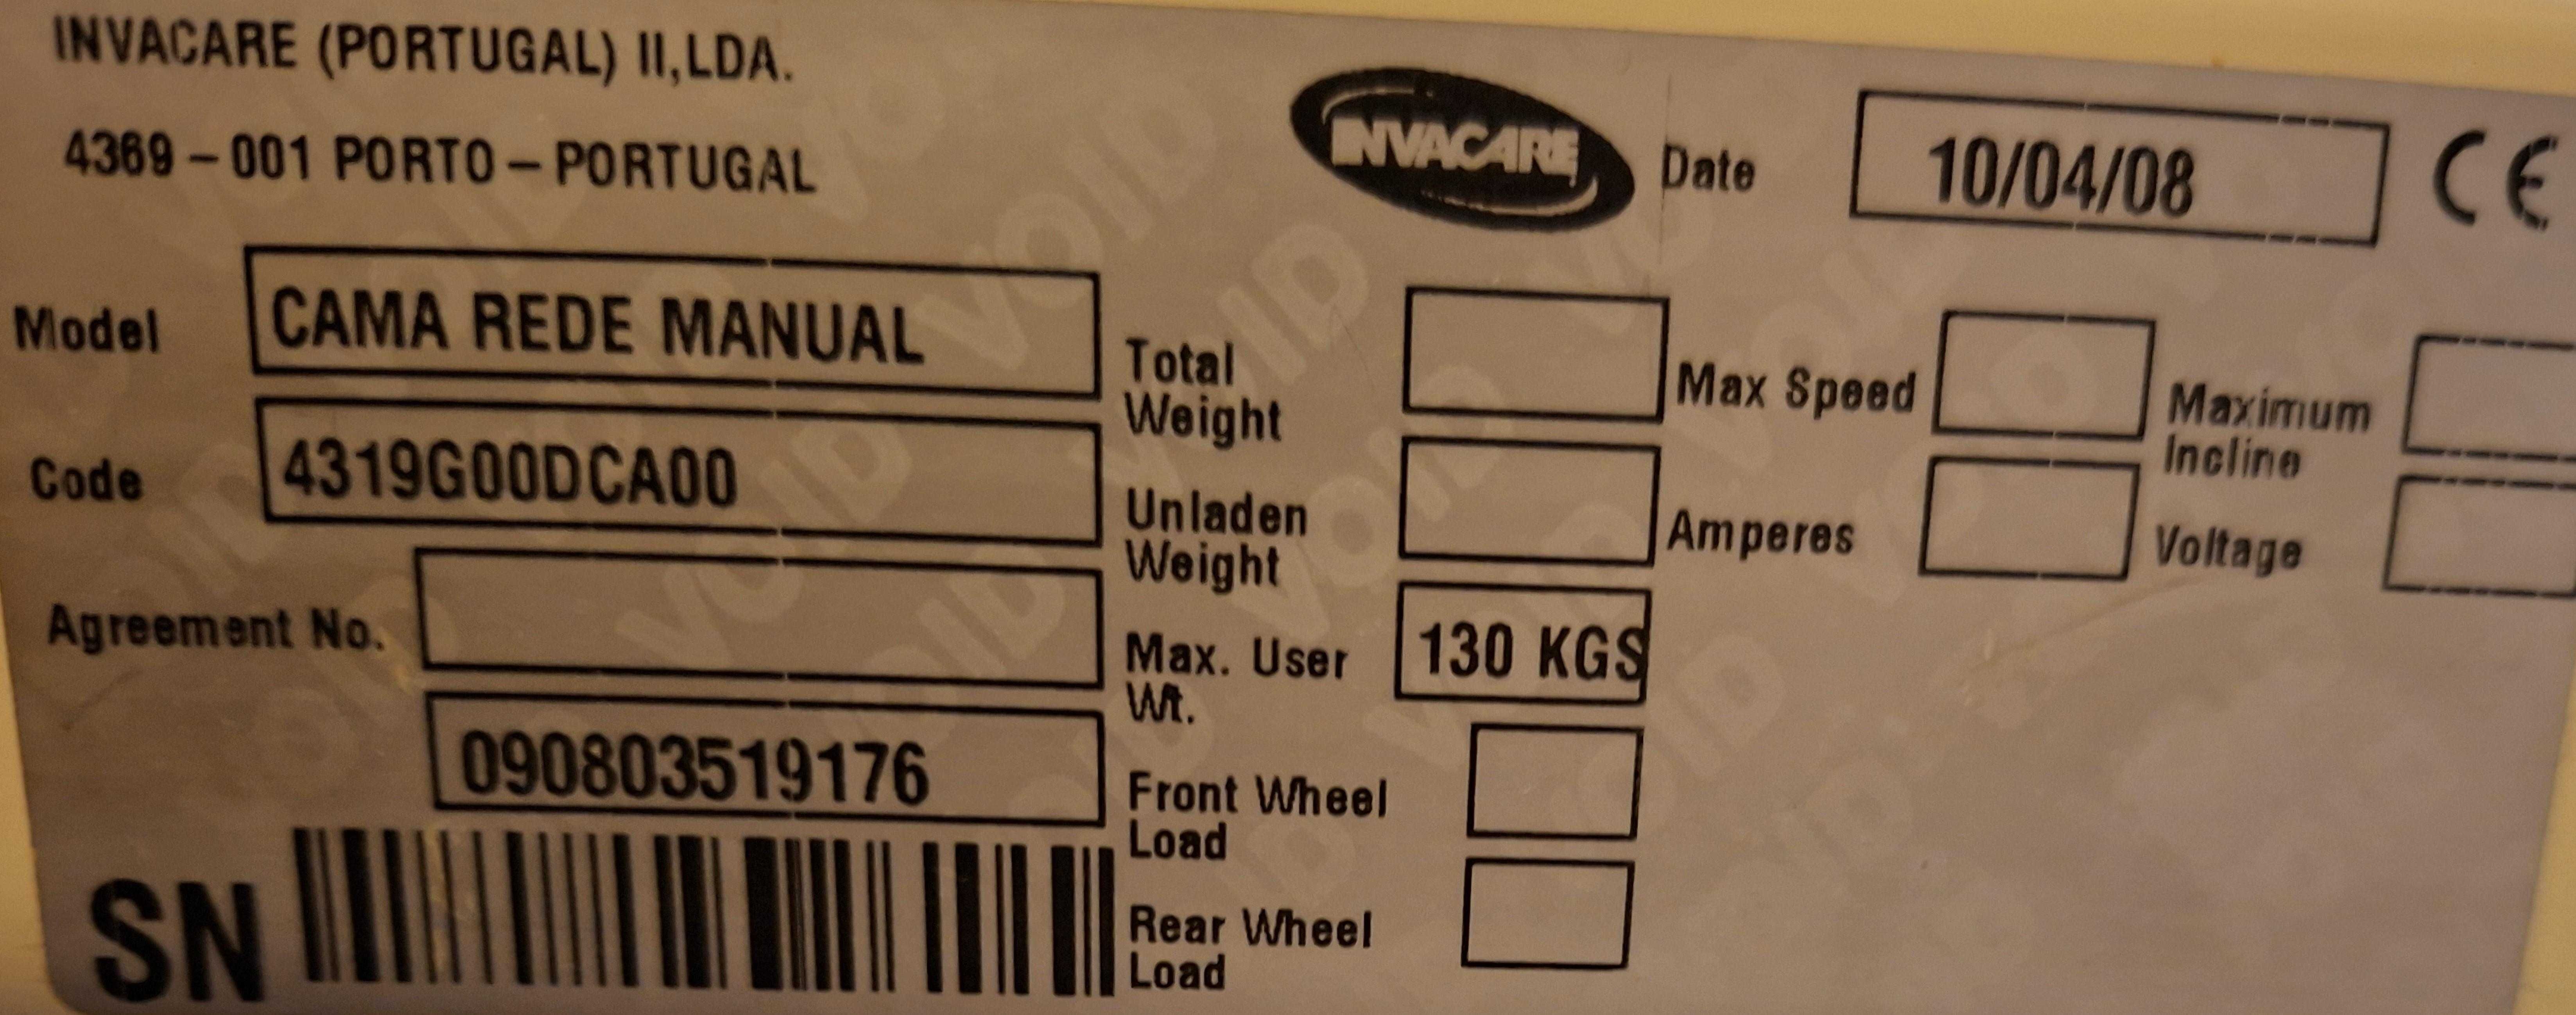 INVACARE (PORTUGAL) II,LDA.
4369 – 001 PORTO – PORTUGAL
INVACARE
Date 10/04/08 CE
Model CAMA REDE MANUAL
Code 4319G00DCA00
Agreement No.
090803519176
SN
Total
Weight
Unladen
Weight
Max. User
Wt.
130 KGS
Front Wheel
Load
Rear Wheel
Load
Max Speed
Amperes
Maximum
Incline
Voltage
VOID